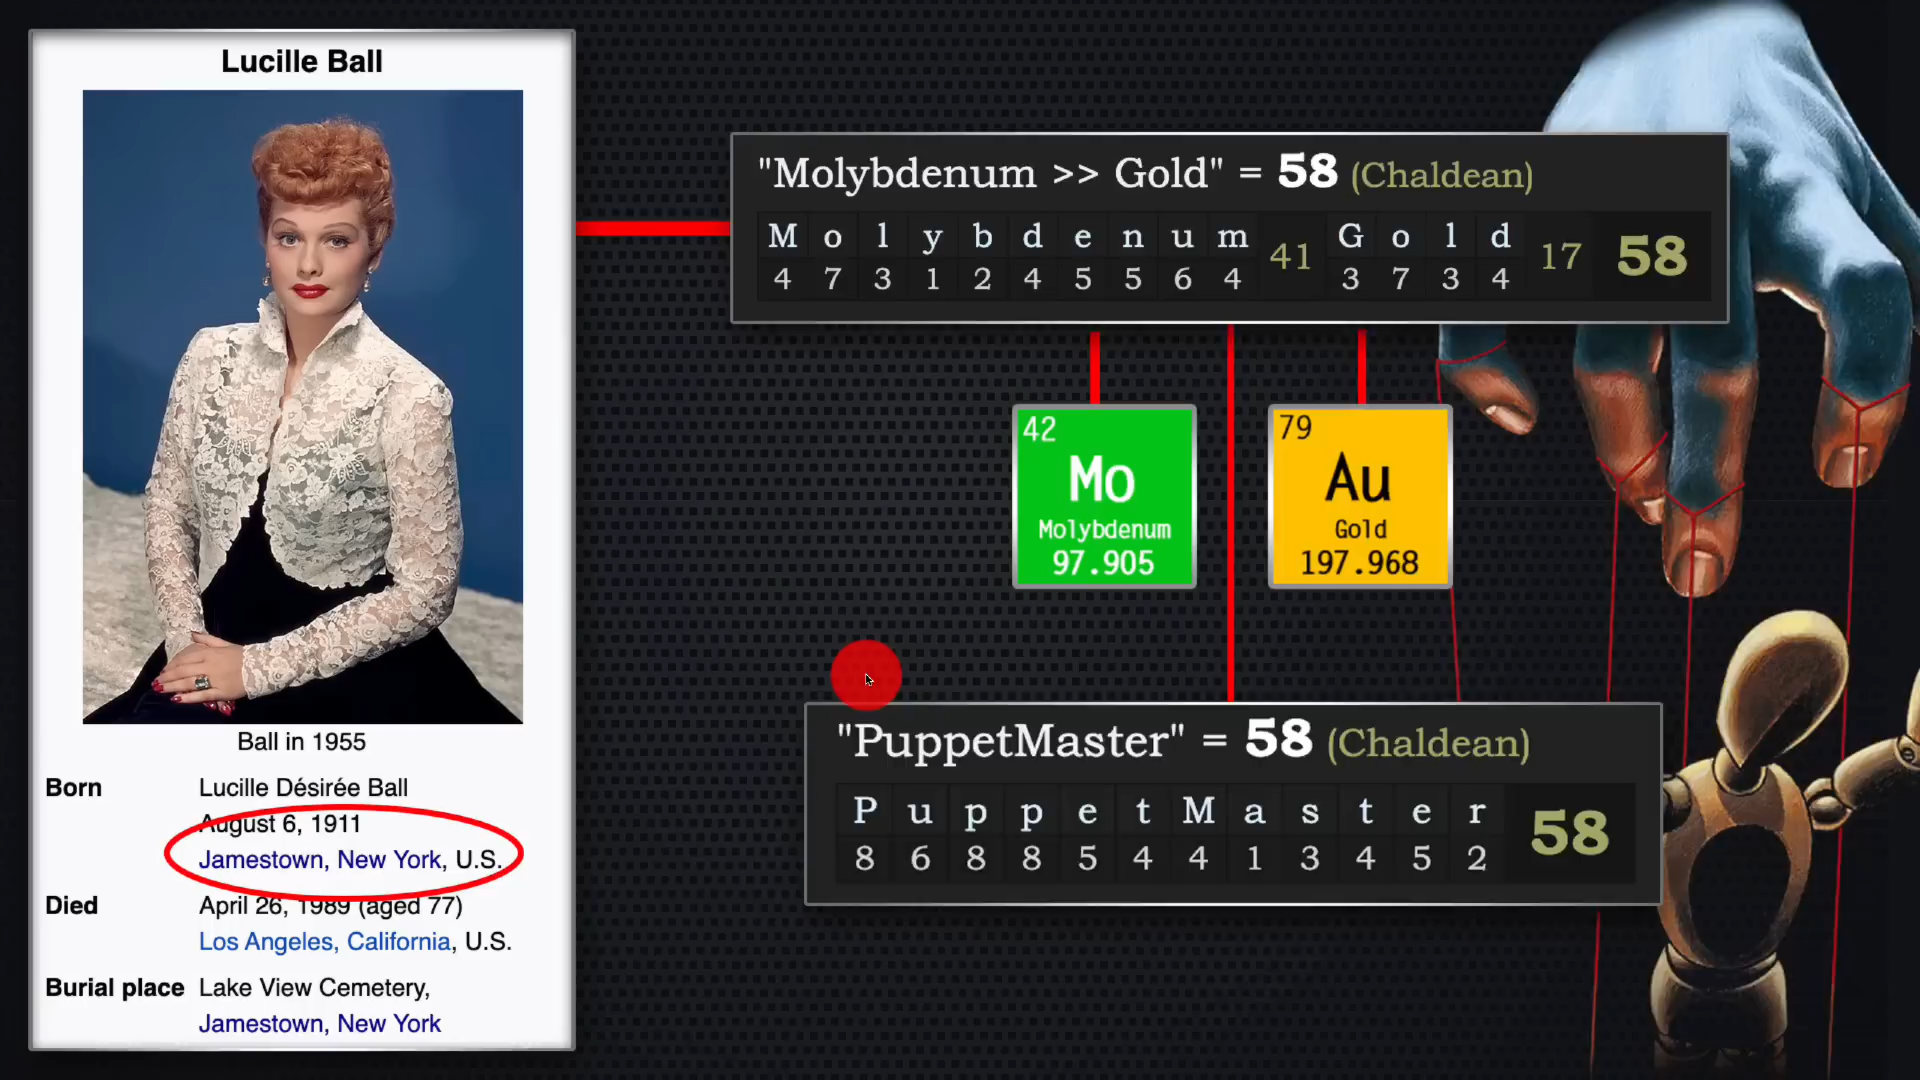 Lucille Ball
Ball in 1955
Born Lucille Désirée Ball
August 6, 1911
Jamestown, New York, U.S.
Died April 26, 1989 (aged 77)
Los Angeles, California, U.S.
Burial place Lake View Cemetery,
Jamestown, New York
"Molybdenum >> Gold" = 58 (Chaldean)
M o l y b d e n u m 41 G o l d 17 58
4 7 3 1 2 4 5 5 6 4 3 7 3 4
42
Mo
Molybdenum
97.905
79
Au
Gold
197.968
"PuppetMaster" = 58 (Chaldean)
P u p p e t M a s t e r 58
8 6 8 8 5 4 4 1 3 4 5 2